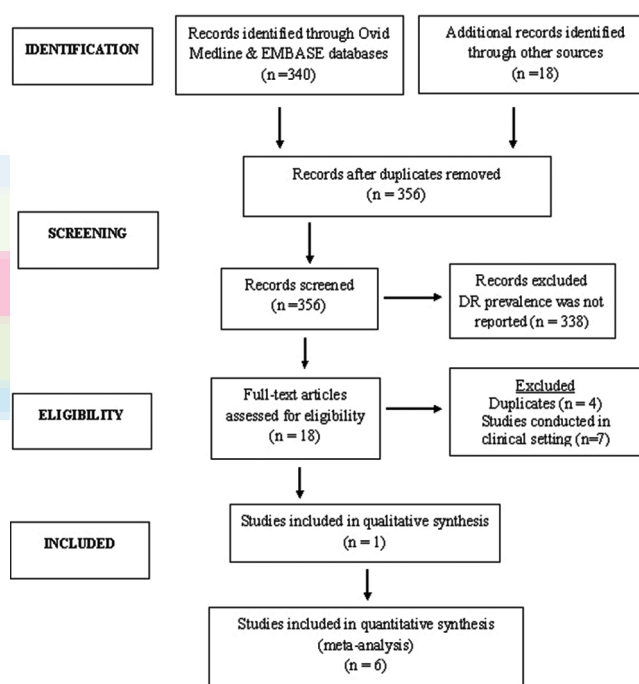 IDENTIFICATION
Records identified through Ovid
Medline & EMBASE databases
(n =340)
Additional records identified
through other sources
n =18)
Records after duplicates removed
(n = 356)
SCREENING
Records screened
(n =356)
Records excluded
DR prevalence was not
reported (n = 338)
ELIGIBILITY
Full-text articles
assessed for eligibility
(n = 18)
Excluded
Duplicates (n = 4)
Studies conducted in
clinical setting (n=7)
INCLUDED
Studies included in qualitative synthesis
(n = 1)
Studies included in quantitative synthesis
(meta-analysis)
n = 6)